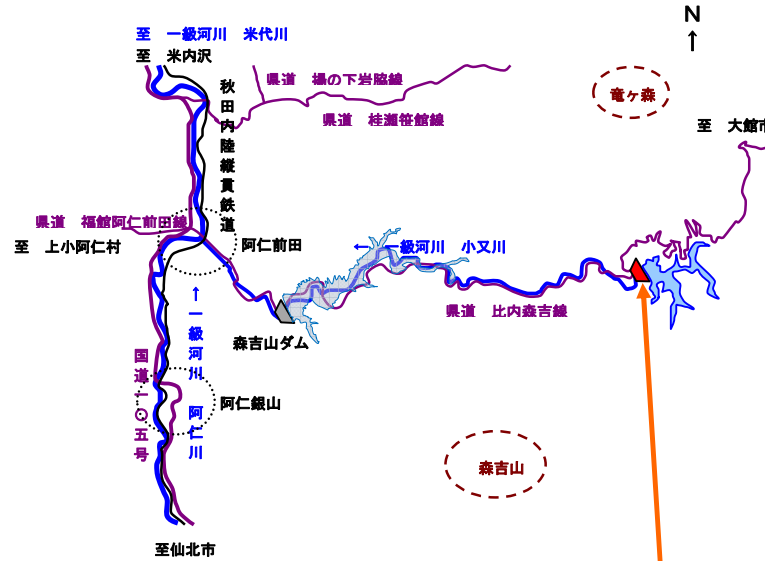 至　一級河川　米代川
至　米内沢
N
秋田内陸縦貫鉄道
県道　場の下岩脇線
県道　桂瀬笹館線
竜ヶ森
至　大館市
県道　福館阿仁前田線
至　上小阿仁村
阿仁前田
←　一級河川　小又川
県道　比内森吉線
森吉山ダム
←一級河川　阿仁川
国道一〇五号
阿仁銀山
森吉山
至仙北市